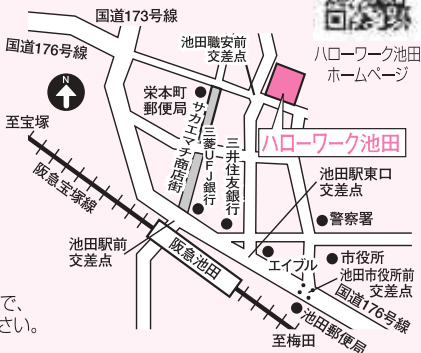 国道173号線
国道176号線
池田職安前
交差点
ハローワーク池田
ホームページ
N
栄本町
郵便局
サカエマチ商店街
三菱UFJ銀行
三井住友銀行
ハローワーク池田
至宝塚
阪急宝塚線
池田駅東口
交差点
警察署
池田駅前
交差点
阪急池田
エイブル
市役所
池田市役所前
交差点
国道176号線
池田郵便局
至梅田
で、
さい。